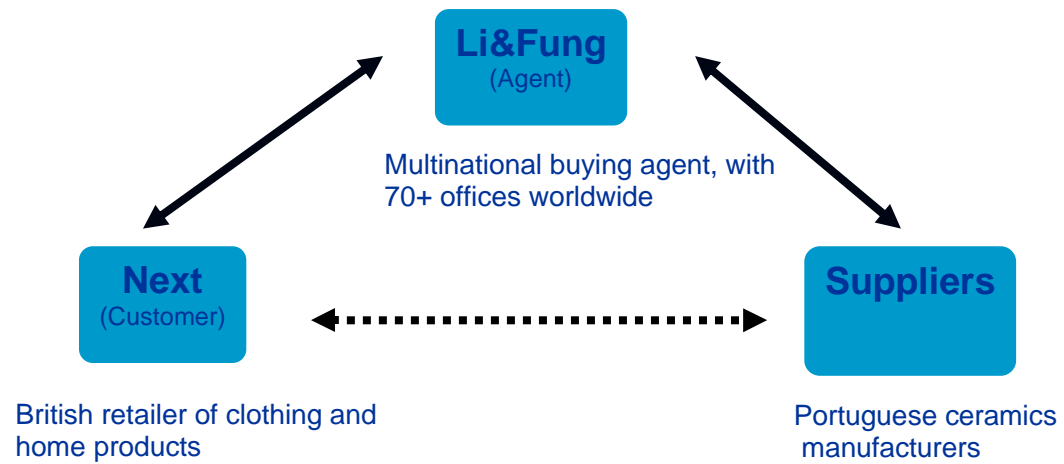 Li&Fung
(Agent)
Multinational buying agent, with
70+ offices worldwide
Next
(Customer)
Suppliers
British retailer of clothing and
home products
Portuguese ceramics
manufacturers